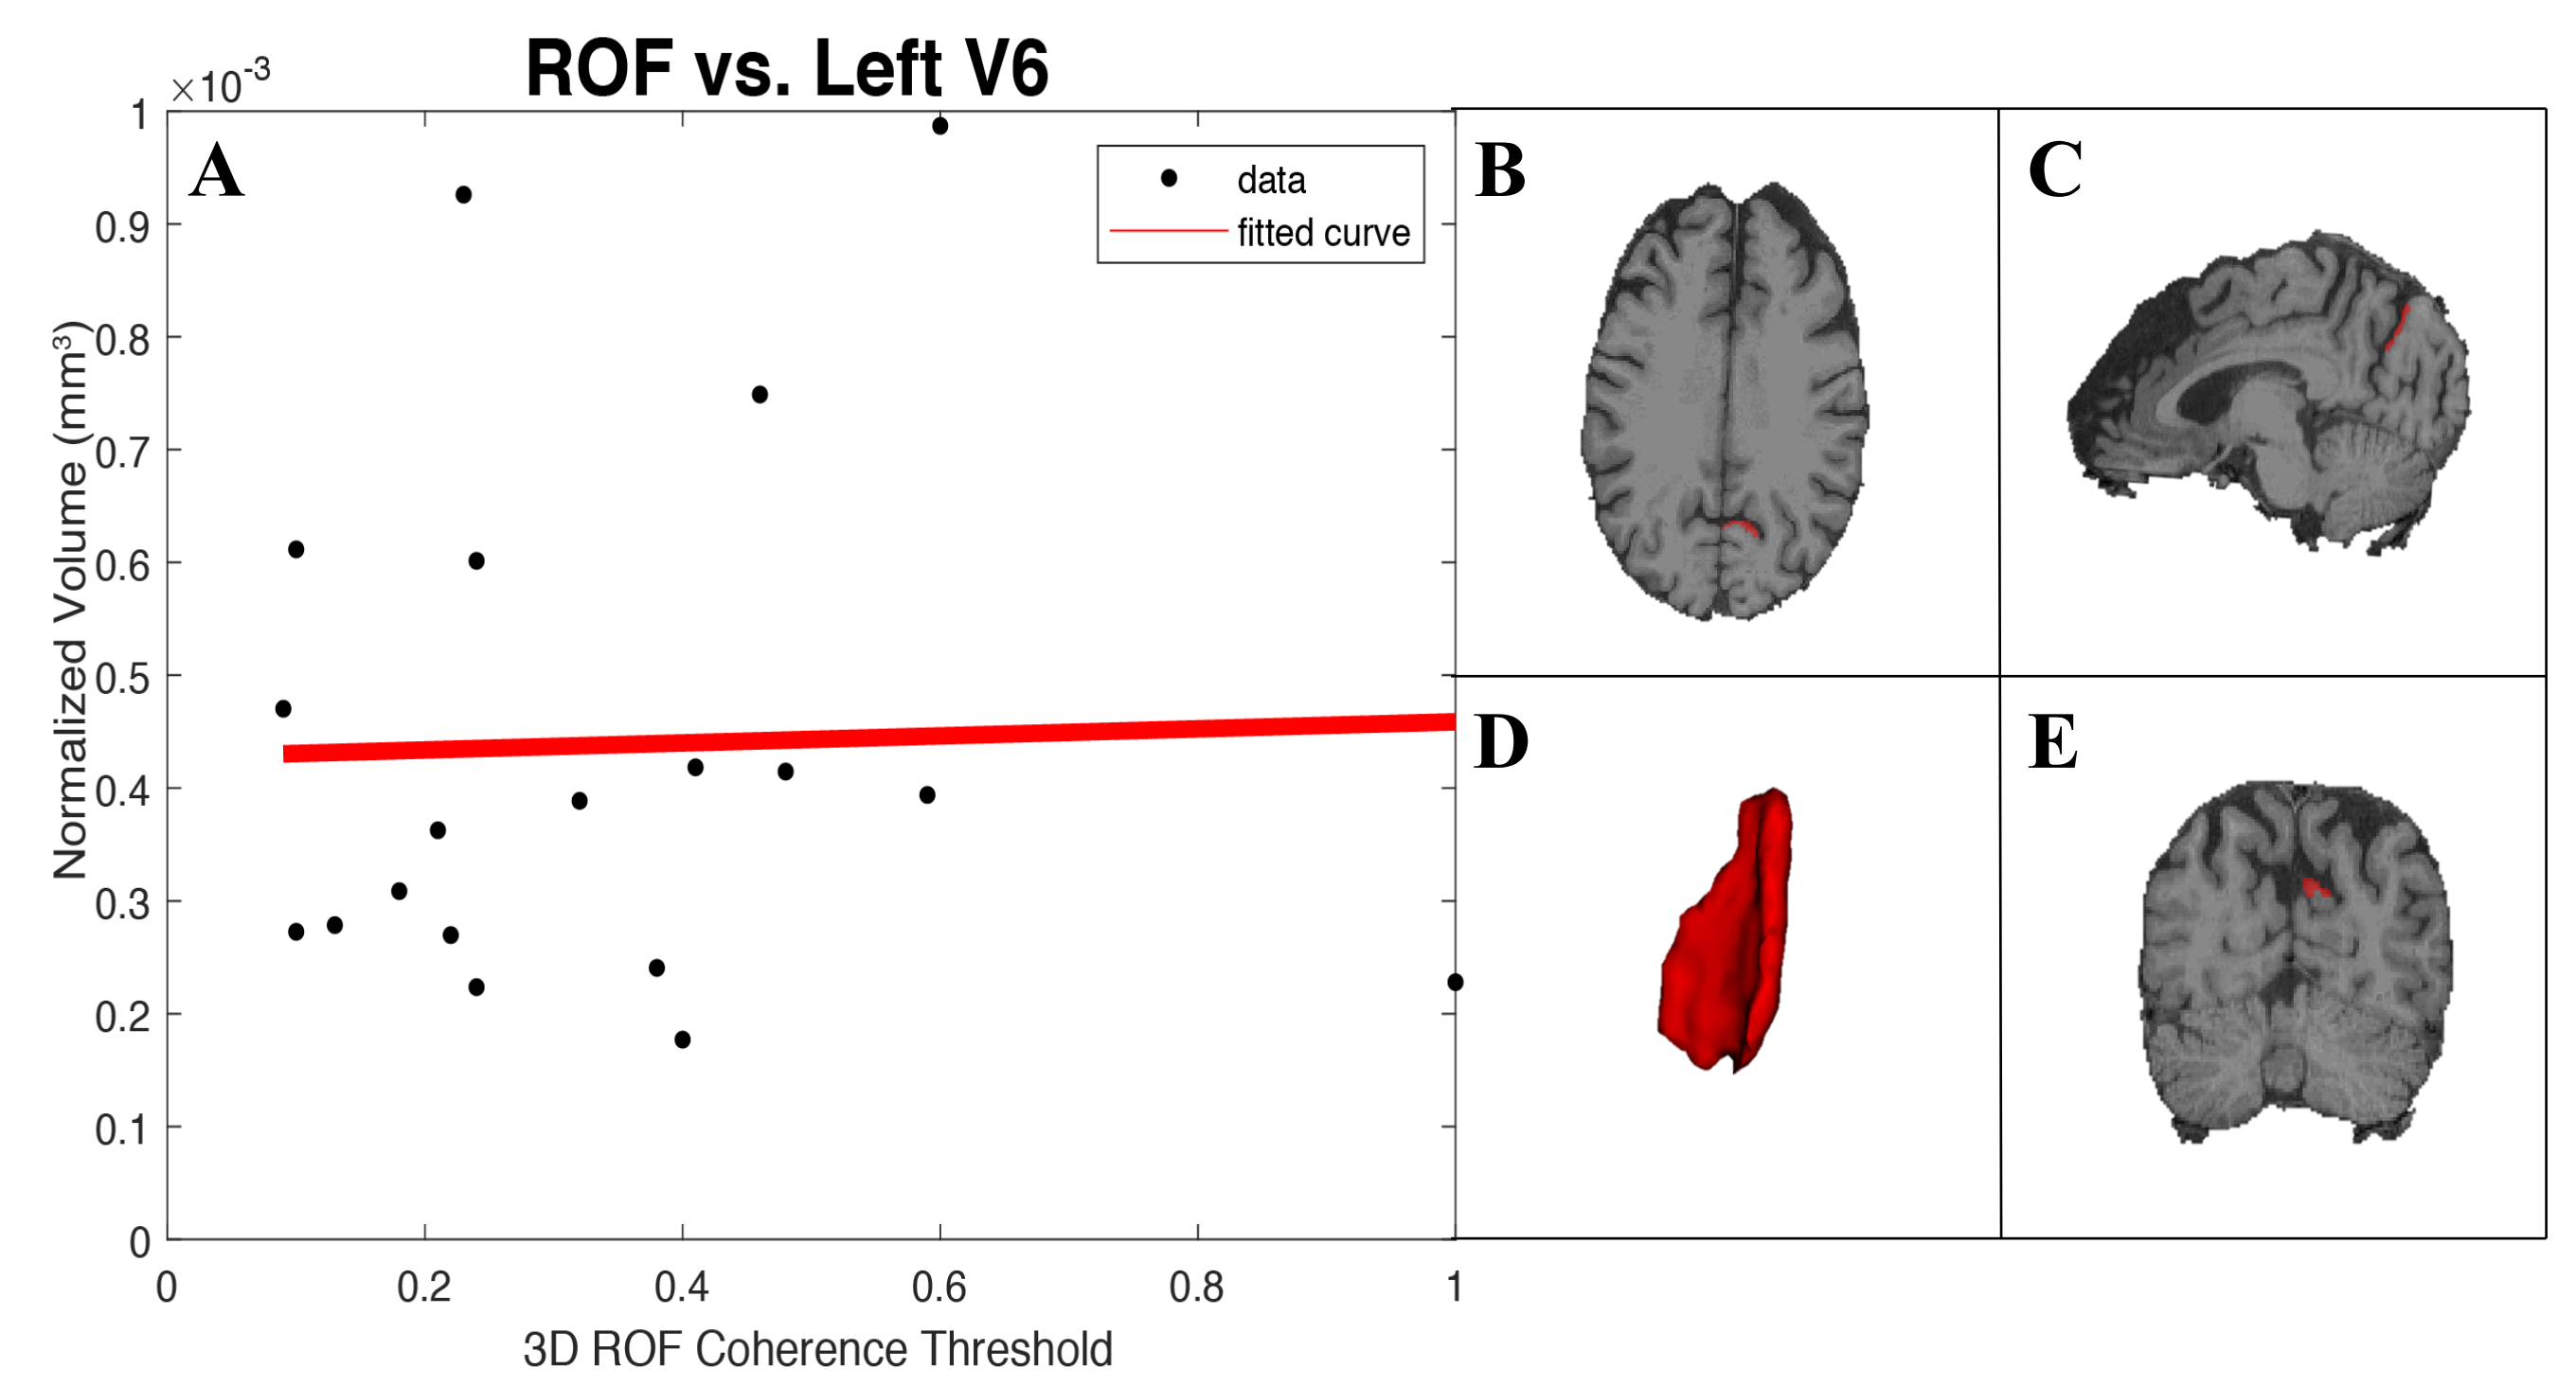 ROF vs. Left V6
×10-3
A
data
fitted curve
1
0.9
0.8
0.7
0.6
0.5
0.4
0.3
0.2
0.1
0
Normalized Volume (mm³)
0 0.2 0.4 0.6 0.8 1
3D ROF Coherence Threshold
B
C
D
E